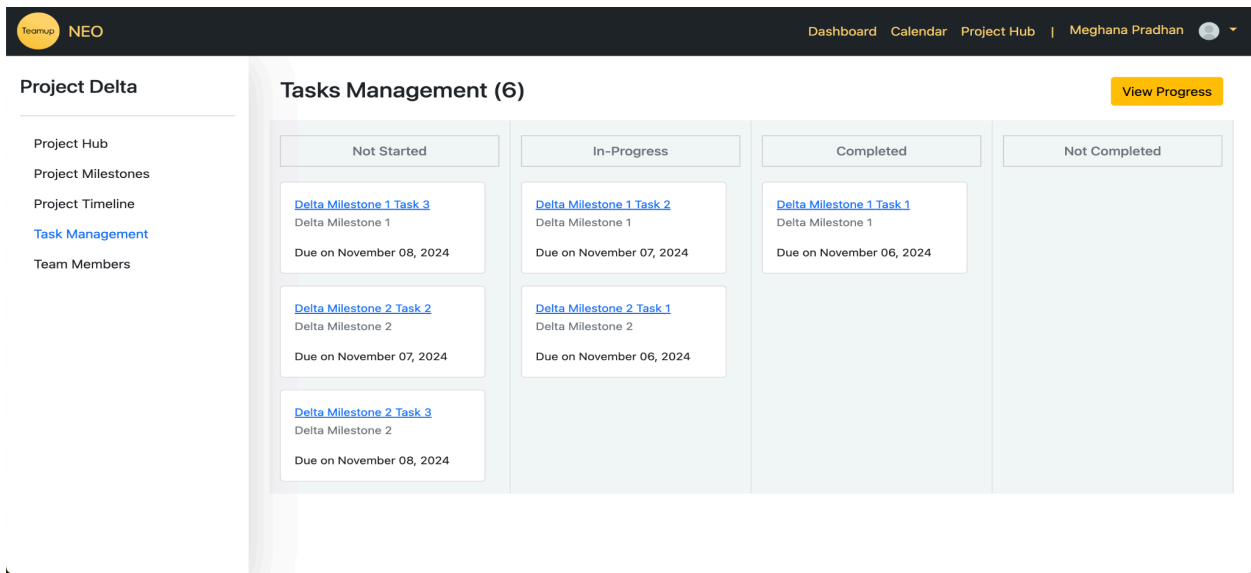 Teamup NEO Dashboard Calendar Project Hub | Meghana Pradhan
Project Delta
Project Hub
Project Milestones
Project Timeline
Task Management
Team Members
Tasks Management (6)
View Progress
Not Started
Delta Milestone 1 Task 3
Delta Milestone 1
Due on November 08, 2024
Delta Milestone 2 Task 2
Delta Milestone 2
Due on November 07, 2024
Delta Milestone 2 Task 3
Delta Milestone 2
Due on November 08, 2024
In-Progress
Delta Milestone 1 Task 2
Delta Milestone 1
Due on November 07, 2024
Delta Milestone 2 Task 1
Delta Milestone 2
Due on November 06, 2024
Completed
Delta Milestone 1 Task 1
Delta Milestone 1
Due on November 06, 2024
Not Completed